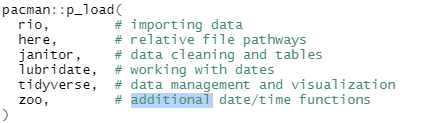 pacman::p_load(
  rio,        # importing data
  here,       # relative file pathways
  janitor,    # data cleaning and tables
  lubridate,  # working with dates
  tidyverse,  # data management and visualization
  zoo,        # additional date/time functions
)